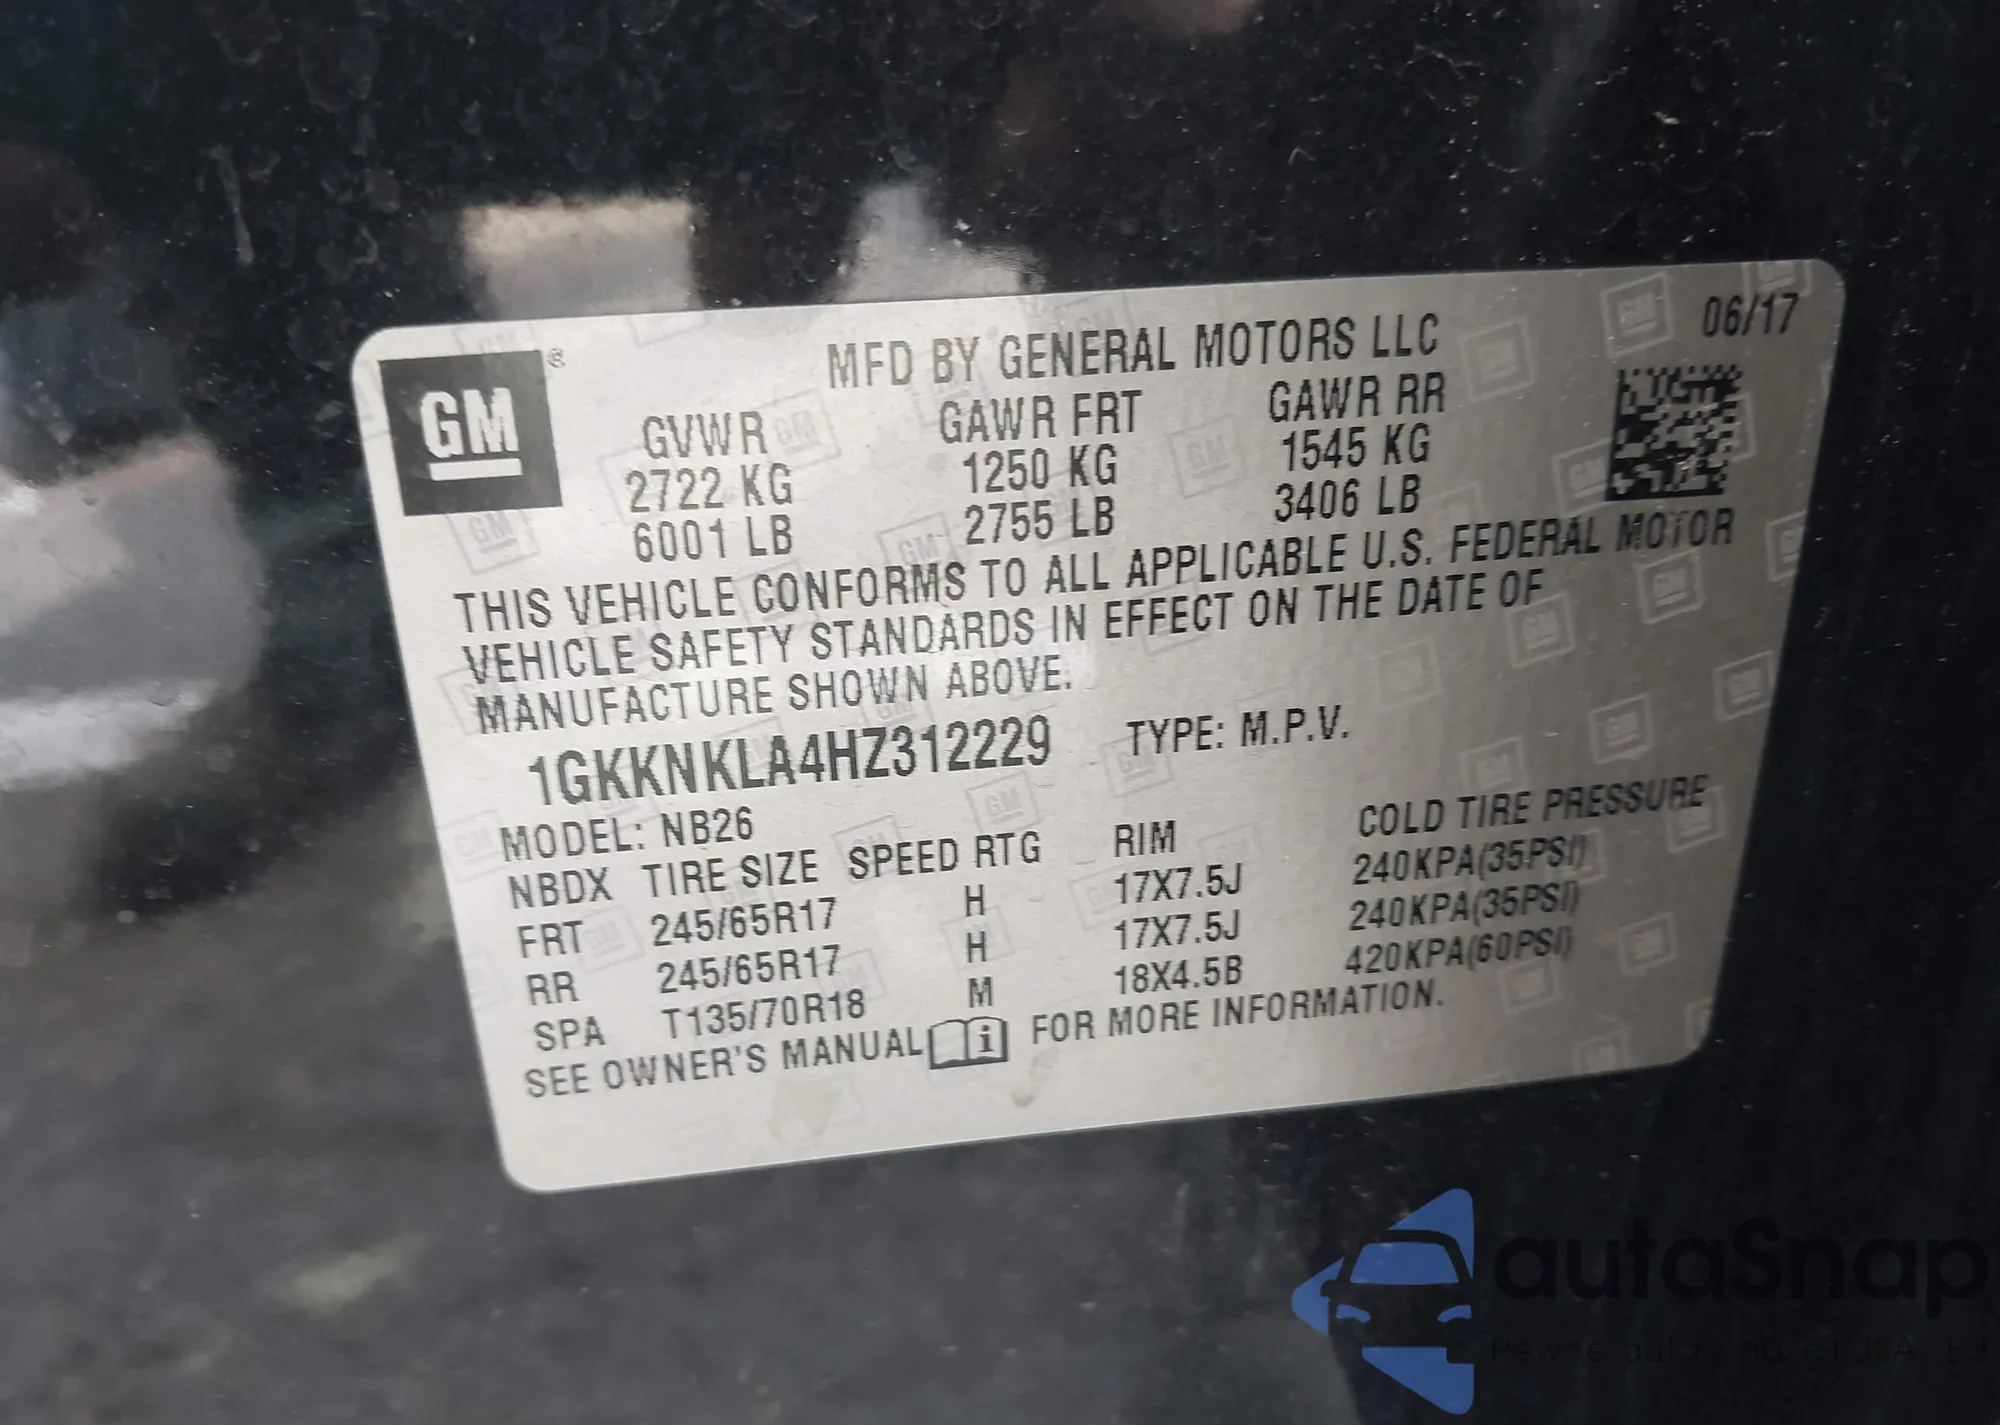 GM ®
MFD BY GENERAL MOTORS LLC
06/17
GVWR GAWR FRT GAWR RR
2722 KG 1250 KG 1545 KG
6001 LB 2755 LB 3406 LB
THIS VEHICLE CONFORMS TO ALL APPLICABLE U.S. FEDERAL MOTOR
VEHICLE SAFETY STANDARDS IN EFFECT ON THE DATE OF
MANUFACTURE SHOWN ABOVE.
1GKKNKLA4HZ312229 TYPE: M.P.V.
MODEL: NB26
NBDX TIRE SIZE SPEED RTG RIM COLD TIRE PRESSURE
FRT 245/65R17 H 17X7.5J 240KPA(35PSI)
RR 245/65R17 H 17X7.5J 240KPA(35PSI)
SPA T135/70R18 M 18X4.5B 420KPA(60PSI)
SEE OWNER'S MANUAL i FOR MORE INFORMATION.
autaSnap
Pewne auta